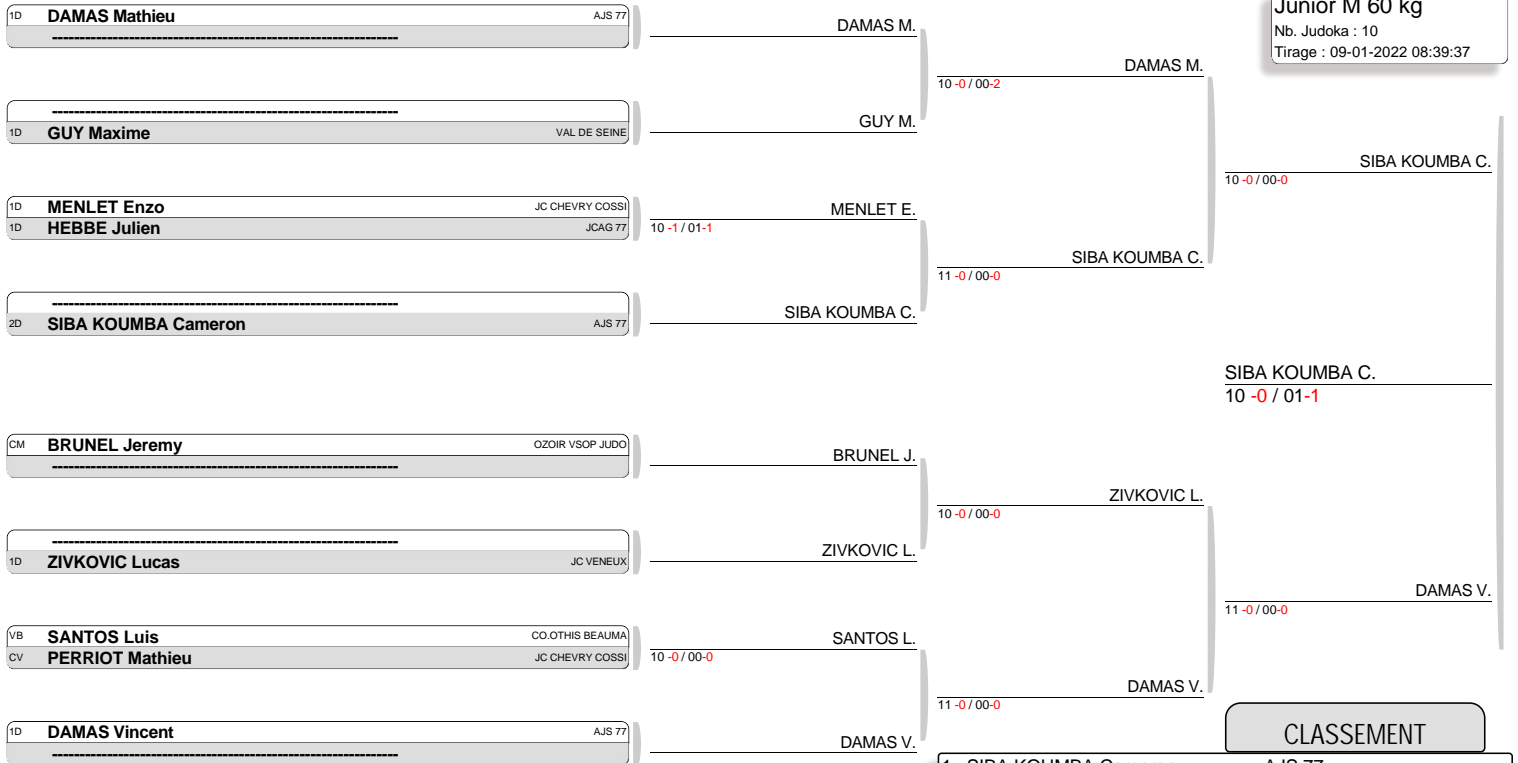 Junior M 60 kg
Nb. Judoka : 10
Tirage : 09-01-2022 08:39:37
1D DAMAS Mathieu AJS 77
------------------------------------------------------------------
------------------------------------------------------------------
1D GUY Maxime VAL DE SEINE
1D MENLET Enzo JC CHEVRY COSSI
1D HEBBE Julien JCAG 77
------------------------------------------------------------------
2D SIBA KOUMBA Cameron AJS 77
CM BRUNEL Jeremy OZOIR VSOP JUDO
------------------------------------------------------------------
------------------------------------------------------------------
1D ZIVKOVIC Lucas JC VENEUX
VB SANTOS Luis CO.OTHIS BEAUMA
CV PERRIOT Mathieu JC CHEVRY COSSI
1D DAMAS Vincent AJS 77
------------------------------------------------------------------
DAMAS M.
GUY M.
MENLET E.
10 -1 / 01-1
SIBA KOUMBA C.
BRUNEL J.
ZIVKOVIC L.
SANTOS L.
10 -0 / 00-0
DAMAS V.
DAMAS M.
10 -0 / 00-2
SIBA KOUMBA C.
11 -0 / 00-0
ZIVKOVIC L.
10 -0 / 00-0
DAMAS V.
11 -0 / 00-0
SIBA KOUMBA C.
10 -0 / 00-0
SIBA KOUMBA C.
10 -0 / 01-1
DAMAS V.
11 -0 / 00-0
CLASSEMENT
1 SIBA KOUMBA Cameron AJS 77